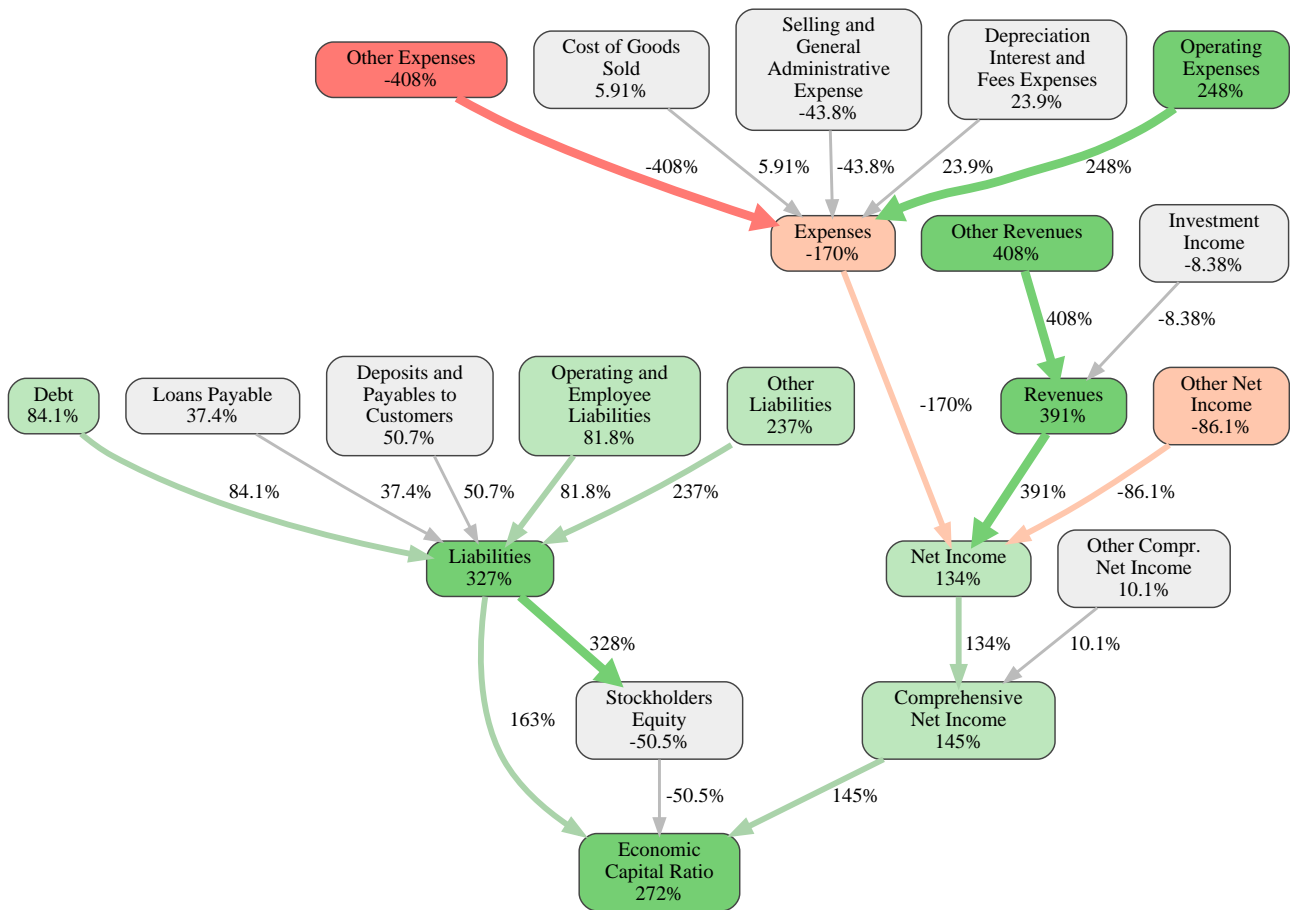 Other Expenses
-408%
Cost of Goods
Sold
5.91%
Selling and
General
Administrative
Expense
-43.8%
Depreciation
Interest and
Fees Expenses
23.9%
Operating
Expenses
248%
-408%
5.91%
-43.8%
23.9%
248%
Expenses
-170%
Other Revenues
408%
Investment
Income
-8.38%
408%
-8.38%
Debt
84.1%
Loans Payable
37.4%
Deposits and
Payables to
Customers
50.7%
Operating and
Employee
Liabilities
81.8%
Other
Liabilities
237%
-170%
Revenues
391%
Other Net
Income
-86.1%
84.1%
37.4%
50.7%
81.8%
237%
391%
-86.1%
Liabilities
327%
Net Income
134%
Other Compr.
Net Income
10.1%
328%
134%
10.1%
163%
Stockholders
Equity
-50.5%
Comprehensive
Net Income
145%
-50.5%
145%
Economic
Capital Ratio
272%